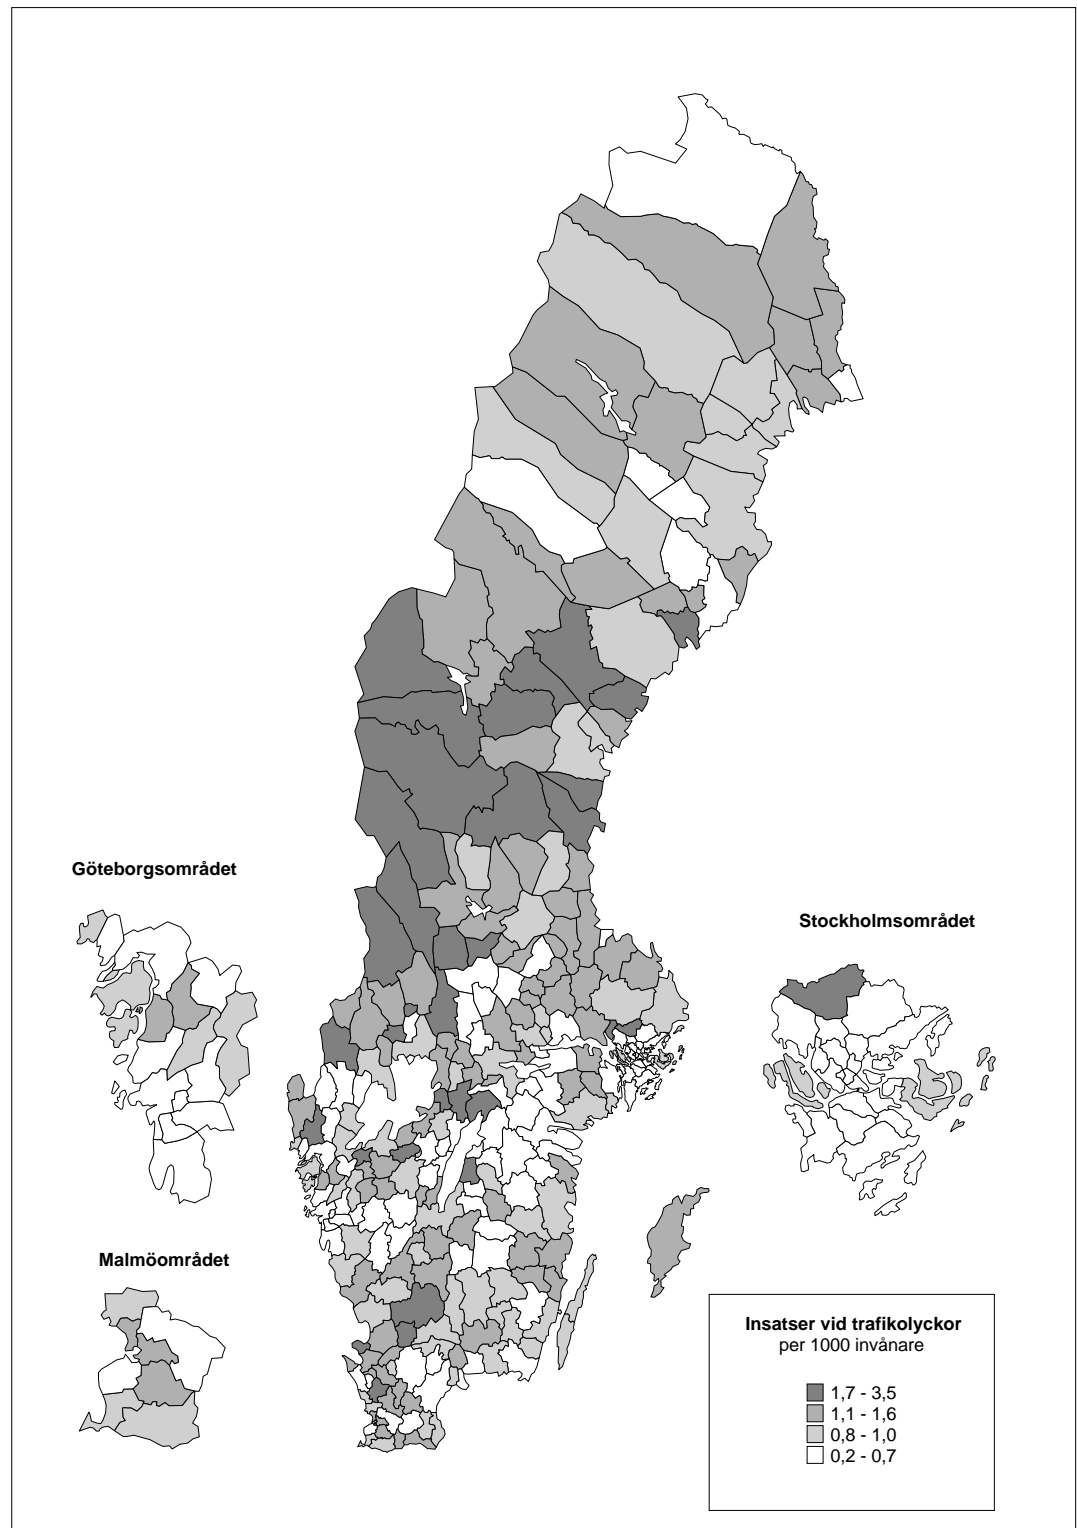 Göteborgsområdet
Stockholmsområdet
Malmöområdet
Insatser vid trafikolyckor
per 1000 invånare
1,7 - 3,5
1,1 - 1,6
0,8 - 1,0
0,2 - 0,7